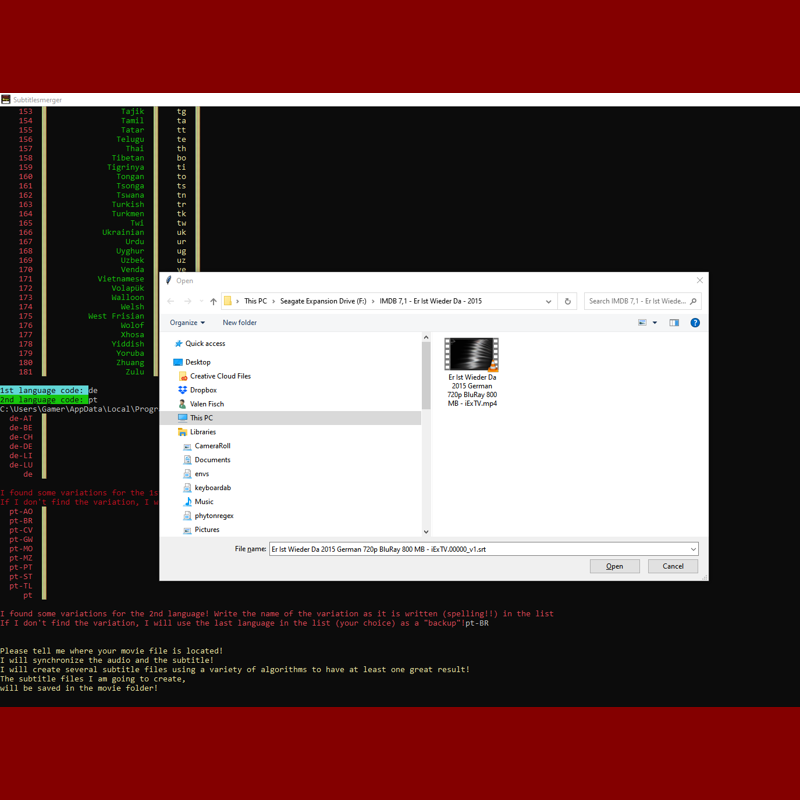 Subtitlesmerger
153 Tajik tg
154 Tamil ta
155 Tatar tt
156 Telugu te
157 Thai th
158 Tibetan bo
159 Tigrinya ti
160 Tongan to
161 Tsonga ts
162 Tswana tn
163 Turkish tr
164 Turkmen tk
165 Twi tw
166 Ukrainian uk
167 Urdu ur
168 Uyghur ug
169 Uzbek uz
170 Venda ve
171 Vietnamese
172 Volapük
173 Walloon
174 Welsh
175 West Frisian
176 Wolof
177 Xhosa
178 Yiddish
179 Yoruba
180 Zhuang
181 Zulu
1st language code: de
2nd language code: pt
C:\Users\Gamer\AppData\Local\Progr
de-AT
de-BE
de-CH
de-DE
de-LI
de-LU
de
I found some variations for the 1s
If I don't find the variation, I w
pt-AO
pt-BR
pt-CV
pt-GW
pt-MO
pt-MZ
pt-PT
pt-ST
pt-TL
pt
I found some variations for the 2nd language! Write the name of the variation as it is written (spelling!!) in the list
If I don't find the variation, I will use the last language in the list (your choice) as a "backup"!pt-BR
Please tell me where your movie file is located!
I will synchronize the audio and the subtitle!
I will create several subtitle files using a variety of algorithms to have at least one great result!
The subtitle files I am going to create,
will be saved in the movie folder!
Open
This PC › Seagate Expansion Drive (F:) › IMDB 7,1 - Er Ist Wieder Da - 2015
Search IMDB 7,1 - Er Ist Wiede...
Organize
New folder
Quick access
Desktop
Creative Cloud Files
Dropbox
Valen Fisch
This PC
Libraries
CameraRoll
Documents
envs
keyboardab
Music
phytonregex
Pictures
Er Ist Wieder Da
2015 German
720p BluRay 800
MB - iExTV.mp4
File name: Er Ist Wieder Da 2015 German 720p BluRay 800 MB - iExTV.00000_v1.srt
Open
Cancel